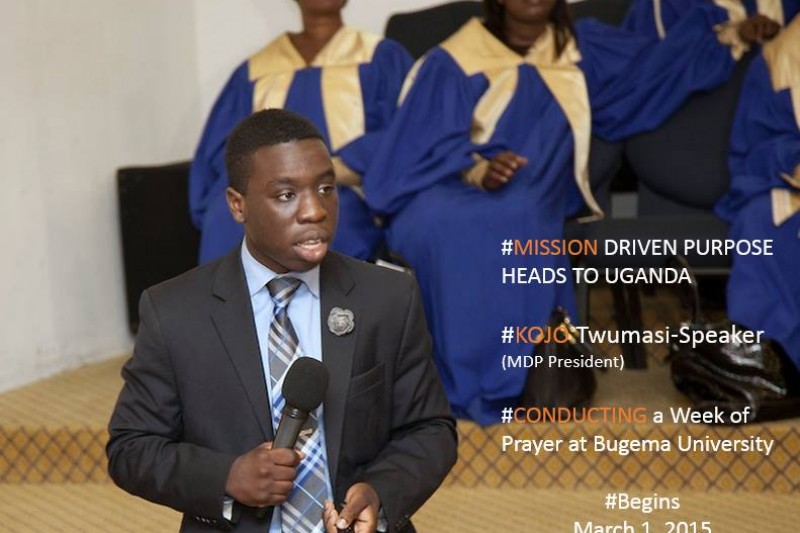 #MISSION DRIVEN PURPOSE
HEADS TO UGANDA
#KOJO Twumasi-Speaker
(MDP President)
#CONDUCTING a Week of
Prayer at Bugema University
#Begins
March 1, 2015